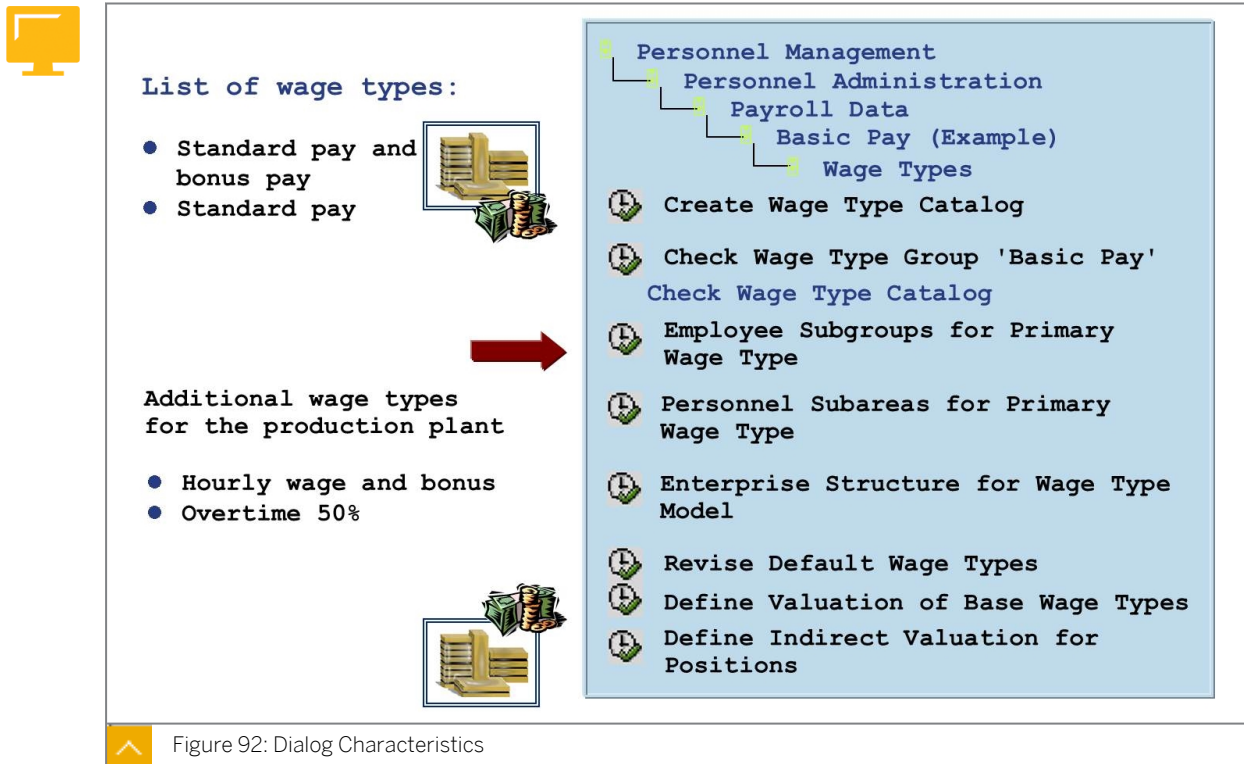 List of wage types:
Standard pay and
bonus pay
Standard pay
Additional wage types
for the production plant
Hourly wage and bonus
Overtime 50%
Personnel Management
Personnel Administration
Payroll Data
Basic Pay (Example)
Wage Types
Create Wage Type Catalog
Check Wage Type Group 'Basic Pay'
Check Wage Type Catalog
Employee Subgroups for Primary
Wage Type
Personnel Subareas for Primary
Wage Type
Enterprise Structure for Wage Type
Model
Revise Default Wage Types
Define Valuation of Base Wage Types
Define Indirect Valuation for
Positions
Figure 92: Dialog Characteristics